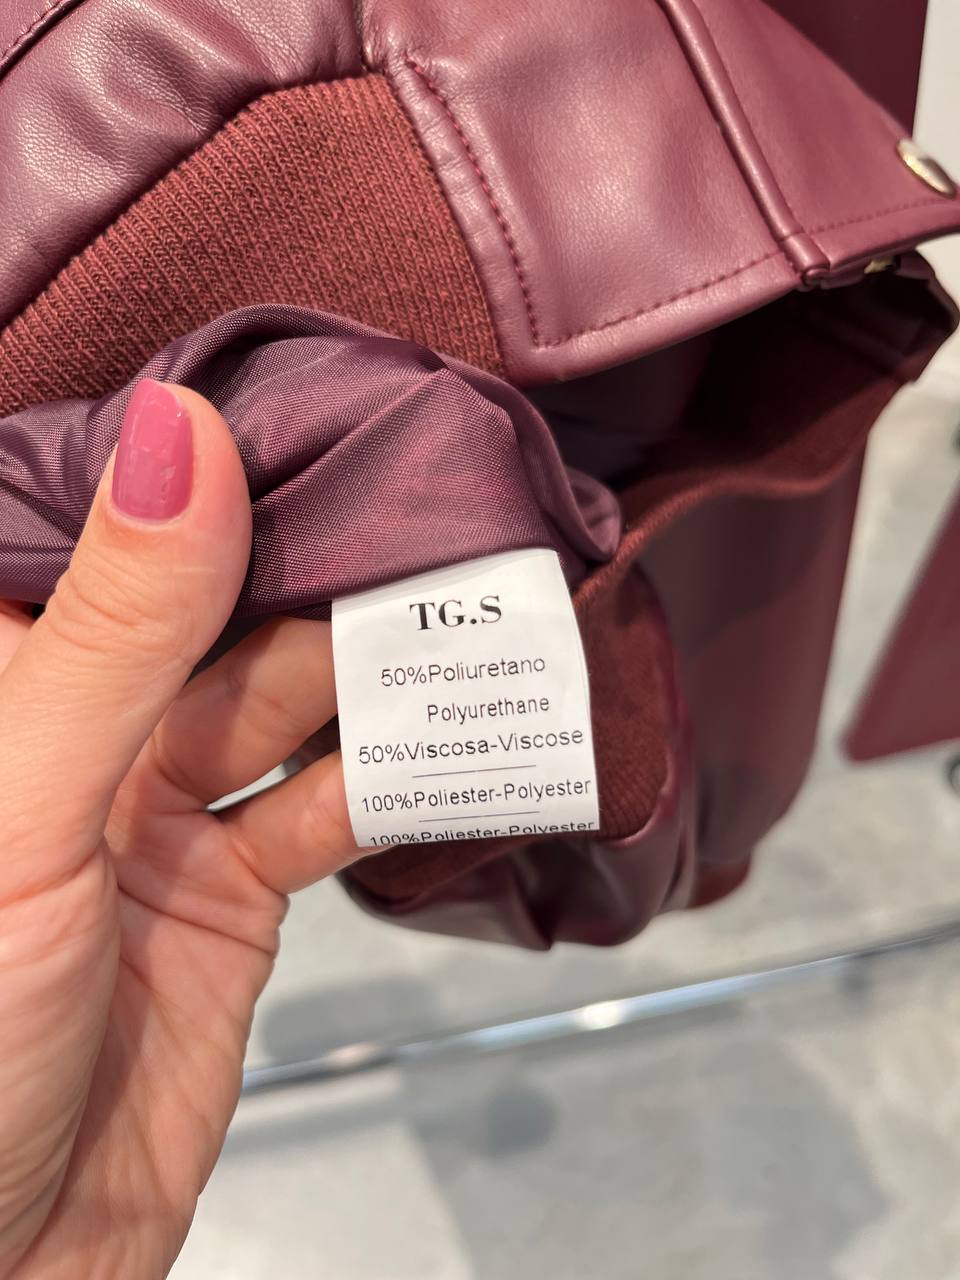 TG.S
50%Poliuretano
Polyurethane
50%Viscosa-Viscose
100%Poliester-Polyester
100%Poliester-Polyester